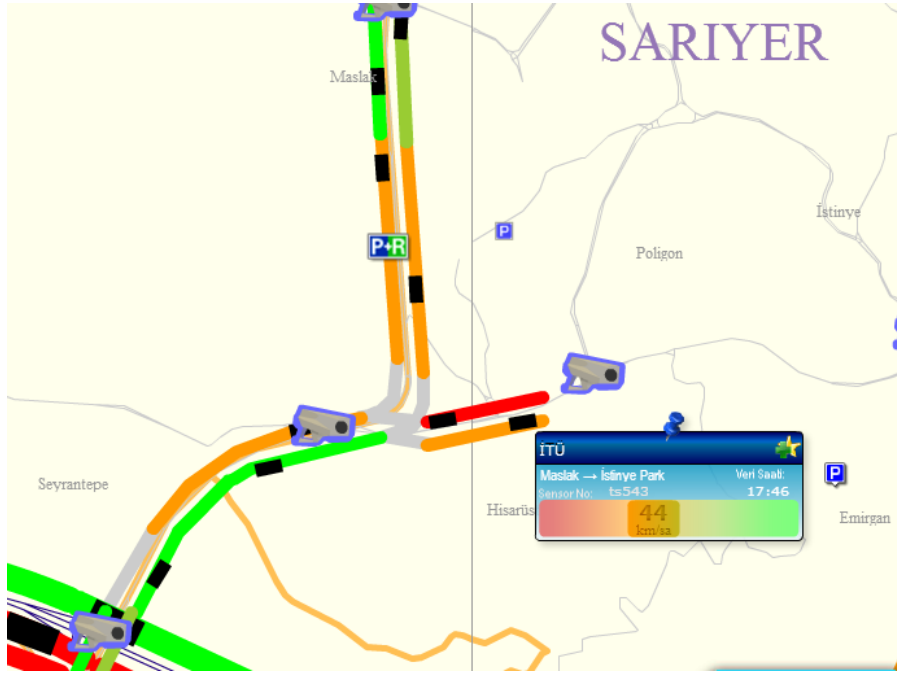 SARIYER
Maslak
İstinye
P+R
P
Poligon
İTÜ
Maslak → İstinye Park
Veri Saati:
Sensor No: ts543
17:46
44
km/sa
P
Seyrantepe
Hisarüs
Emirgan